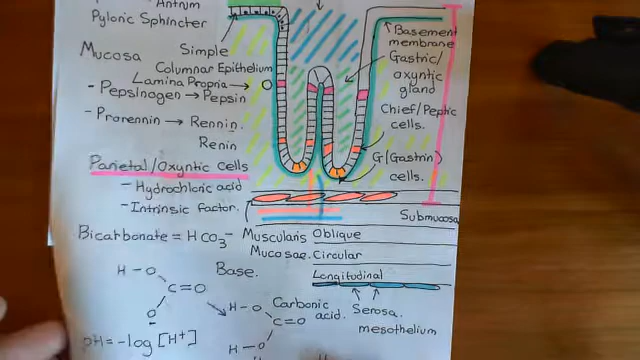 Antrum
Pyloric Sphincter
Mucosa
Simple
Columnar Epithelium
Lamina Propria
- Pepsinogen → Pepsin
- Prorennin → Rennin.
Renin
Parietal/Oxyntic cells
- Hydrochloric acid
- Intrinsic factor.
Bicarbonate = HCO3-
Base.
H-O
C=O
O
pH = -log [H+]
Basement
membrane
Gastric/
oxyntic
gland
Chief/Peptic
cells.
G(Gastrin)
cells.
Submucosa
Muscularis
Mucosae.
Oblique
Circular
Longitudinal
Carbonic
acid.
Serosa
mesothelium
H-O
C=O
H-O